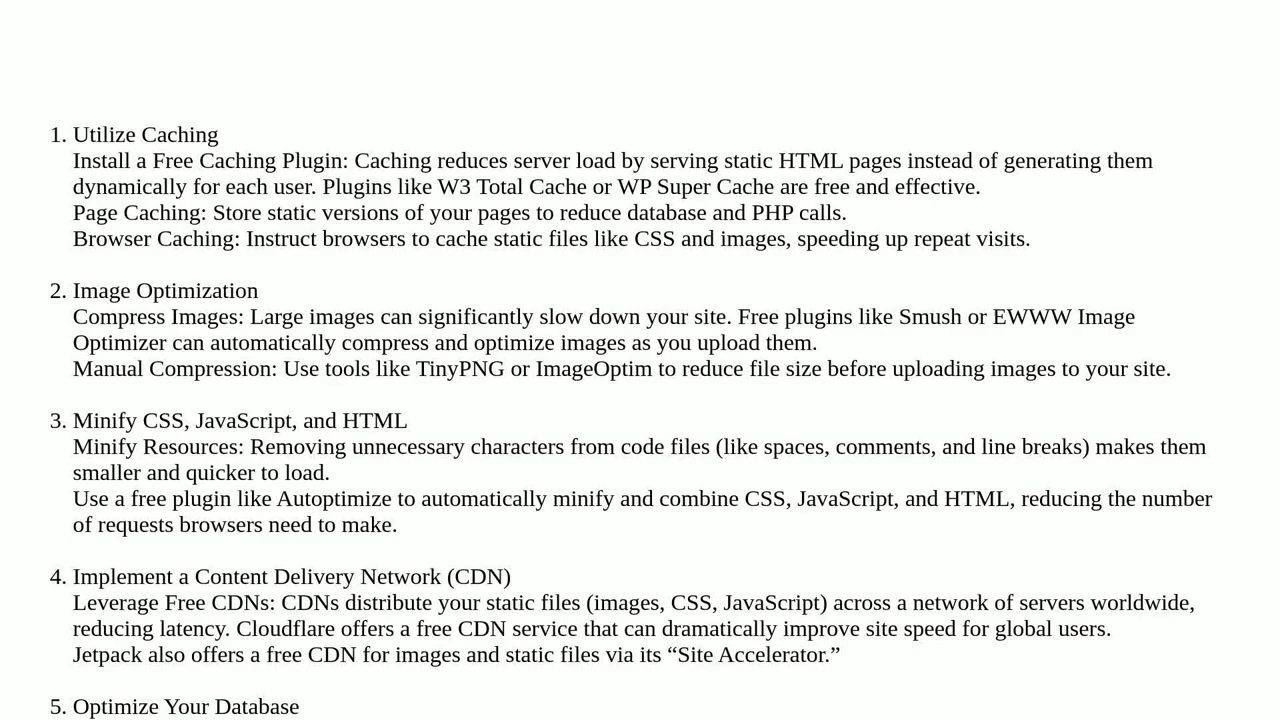 1. Utilize Caching
Install a Free Caching Plugin: Caching reduces server load by serving static HTML pages instead of generating them
dynamically for each user. Plugins like W3 Total Cache or WP Super Cache are free and effective.
Page Caching: Store static versions of your pages to reduce database and PHP calls.
Browser Caching: Instruct browsers to cache static files like CSS and images, speeding up repeat visits.
2. Image Optimization
Compress Images: Large images can significantly slow down your site. Free plugins like Smush or EWWW Image
Optimizer can automatically compress and optimize images as you upload them.
Manual Compression: Use tools like TinyPNG or ImageOptim to reduce file size before uploading images to your site.
3. Minify CSS, JavaScript, and HTML
Minify Resources: Removing unnecessary characters from code files (like spaces, comments, and line breaks) makes them
smaller and quicker to load.
Use a free plugin like Autoptimize to automatically minify and combine CSS, JavaScript, and HTML, reducing the number
of requests browsers need to make.
4. Implement a Content Delivery Network (CDN)
Leverage Free CDNs: CDNs distribute your static files (images, CSS, JavaScript) across a network of servers worldwide,
reducing latency. Cloudflare offers a free CDN service that can dramatically improve site speed for global users.
Jetpack also offers a free CDN for images and static files via its “Site Accelerator.”
5. Optimize Your Database